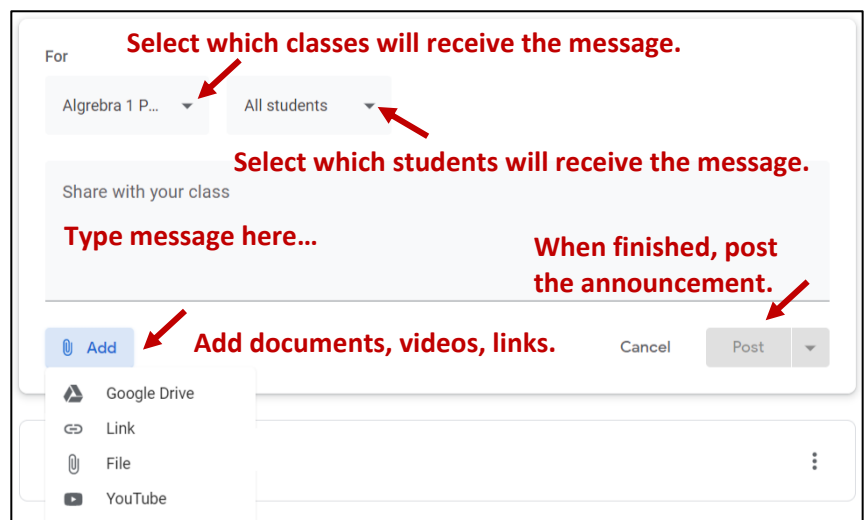 Select which classes will receive the message.
For
Algrebra 1 P...
All students
Select which students will receive the message.
Share with your class
Type message here...
When finished, post
the announcement.
Add
Add documents, videos, links.
Cancel
Post
Google Drive
Link
File
YouTube